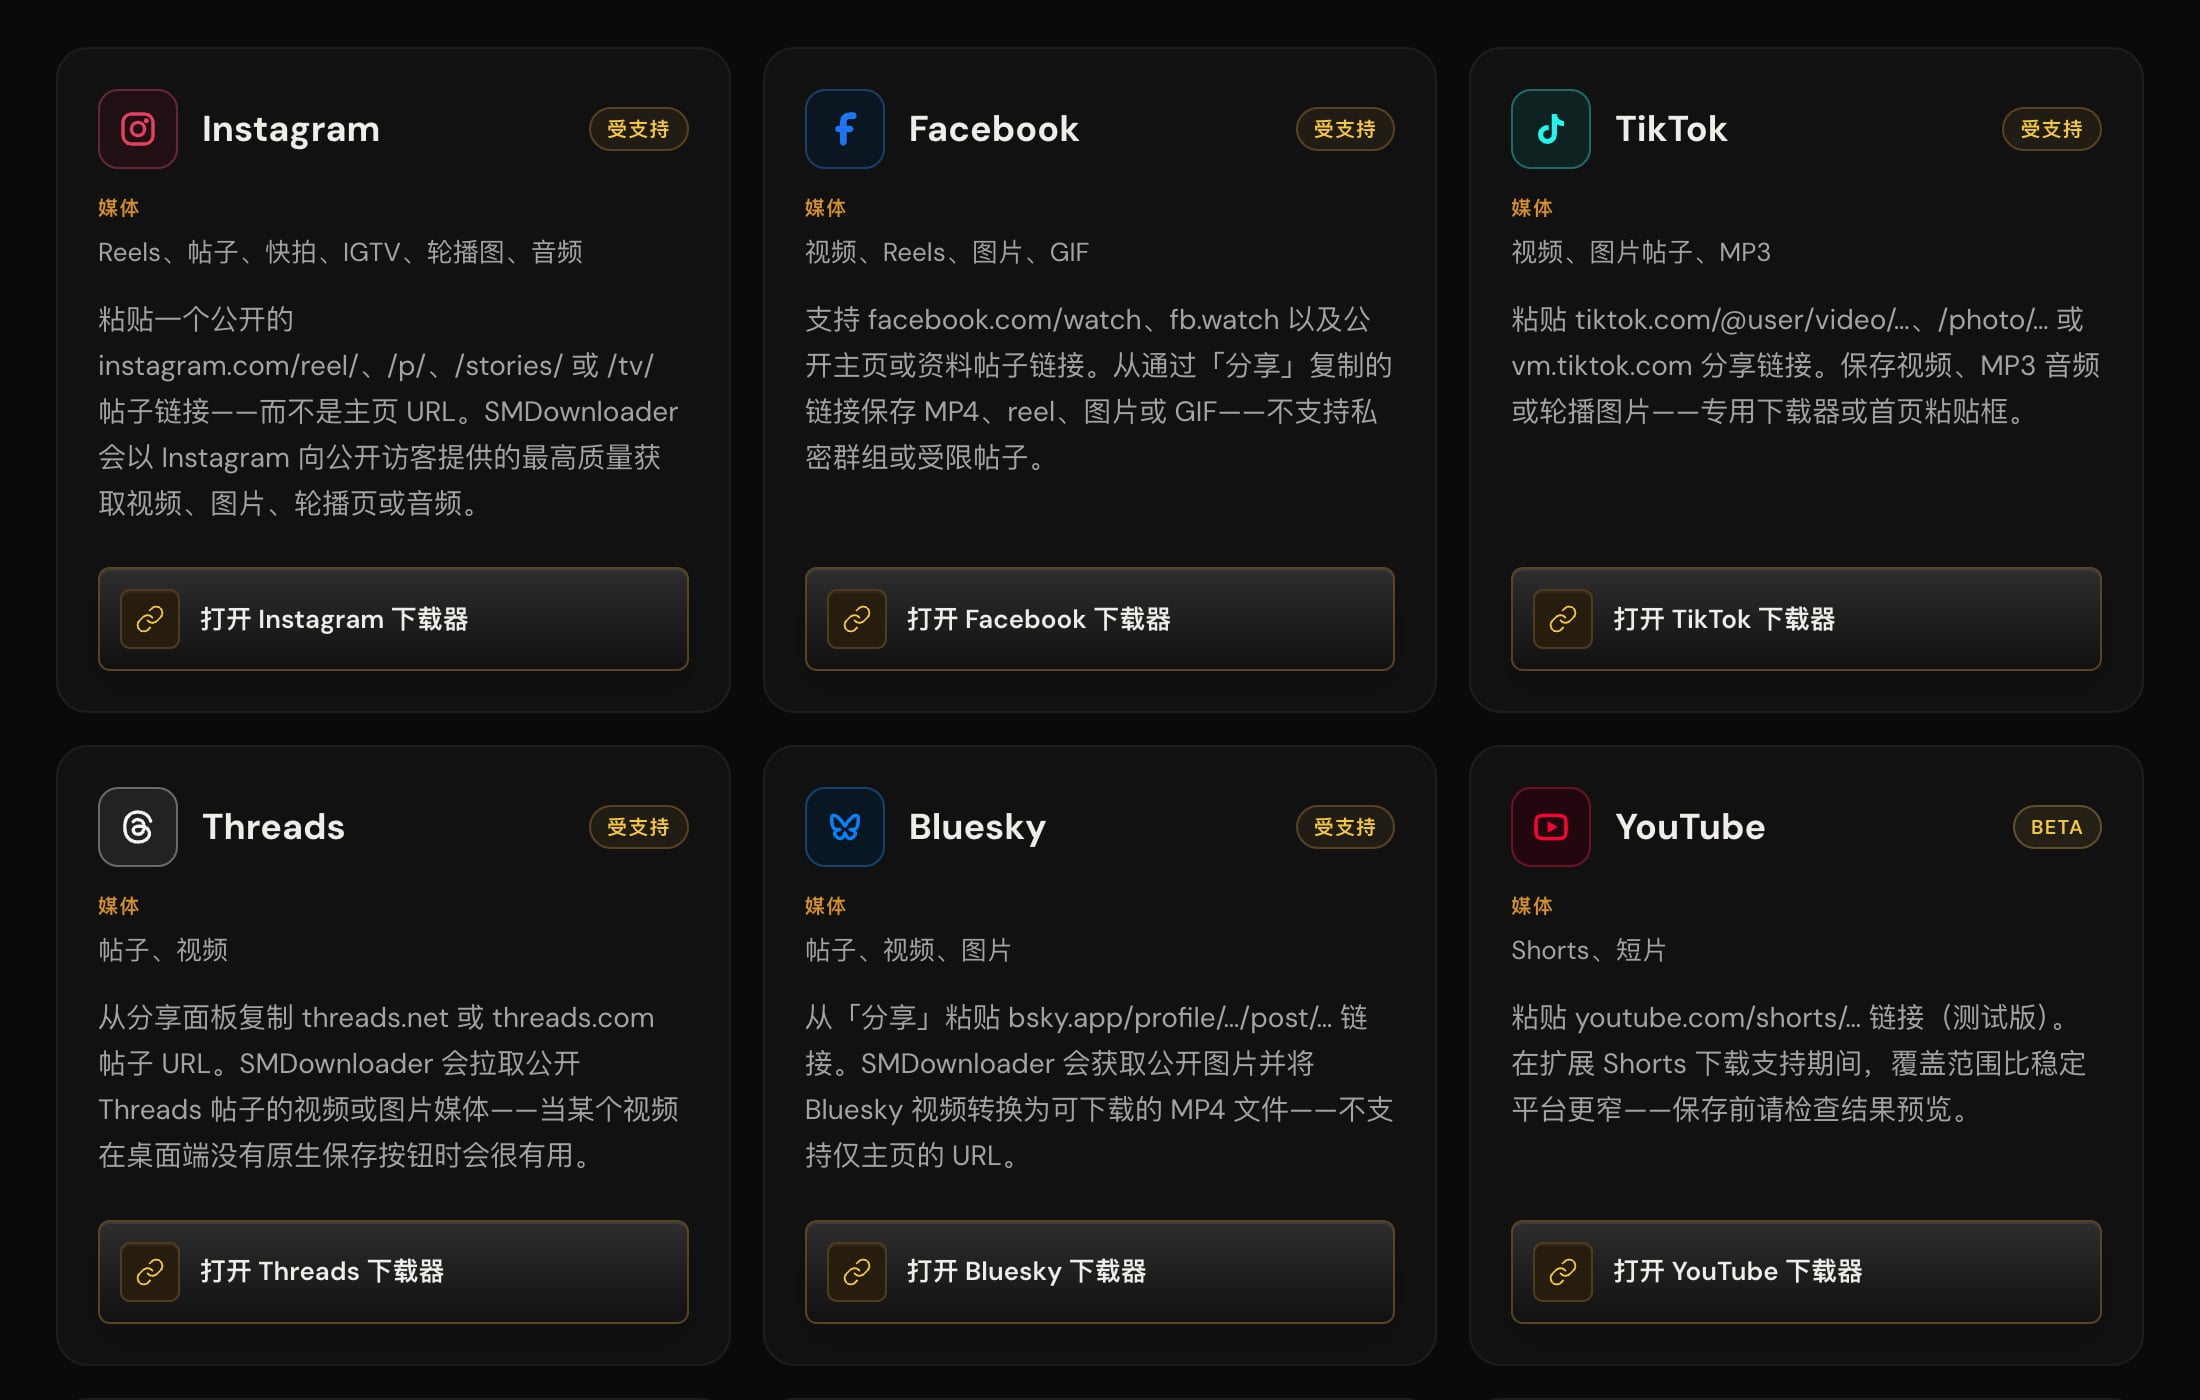 Instagram
受支持
媒体
Reels、帖子、快拍、IGTV、轮播图、音频
粘贴一个公开的
instagram.com/reel/、/p/、/stories/ 或 /tv/
帖子链接——而不是主页 URL。SMDownloader
会以 Instagram 向公开访客提供的最高质量获
取视频、图片、轮播页或音频。
打开 Instagram 下载器
Facebook
受支持
媒体
视频、Reels、图片、GIF
支持 facebook.com/watch、fb.watch 以及公
开主页或资料帖子链接。从通过「分享」复制的
链接保存 MP4、reel、图片或 GIF——不支持私
密群组或受限帖子。
打开 Facebook 下载器
TikTok
受支持
媒体
视频、图片帖子、MP3
粘贴 tiktok.com/@user/video/…、/photo/… 或
vm.tiktok.com 分享链接。保存视频、MP3 音频
或轮播图片——专用下载器或首页粘贴框。
打开 TikTok 下载器
Threads
受支持
媒体
帖子、视频
从分享面板复制 threads.net 或 threads.com
帖子 URL。SMDownloader 会拉取公开
Threads 帖子的视频或图片媒体——当某个视频
在桌面端没有原生保存按钮时会很有用。
打开 Threads 下载器
Bluesky
受支持
媒体
帖子、视频、图片
从「分享」粘贴 bsky.app/profile/…/post/… 链
接。SMDownloader 会获取公开图片并将
Bluesky 视频转换为可下载的 MP4 文件——不支
持仅主页的 URL。
打开 Bluesky 下载器
YouTube
BETA
媒体
Shorts、短片
粘贴 youtube.com/shorts/… 链接（测试版）。
在扩展 Shorts 下载支持期间，覆盖范围比稳定
平台更窄——保存前请检查结果预览。
打开 YouTube 下载器